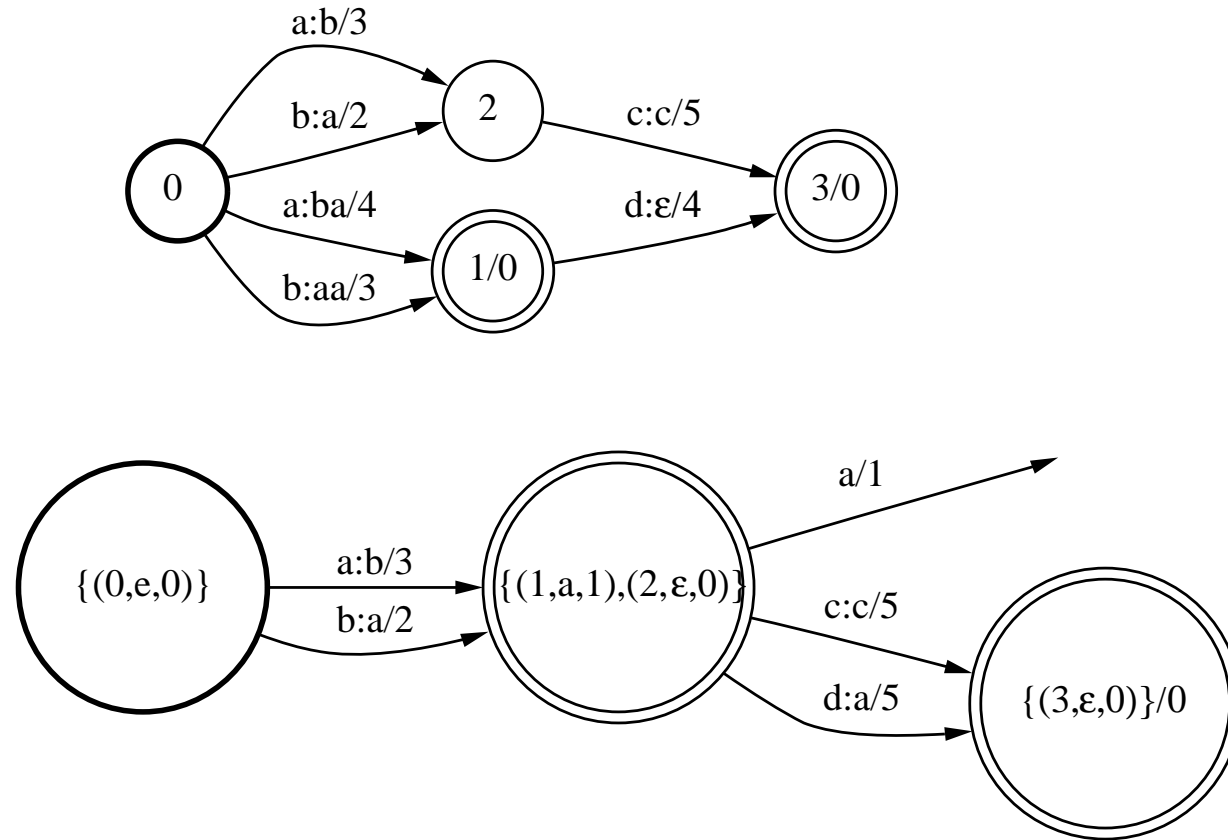 a:b/3
2
b:a/2
c:c/5
0
3/0
a:ba/4
d:ε/4
1/0
b:aa/3
a/1
a:b/3
{(0,e,0)}
{(1,a,1),(2,ε,0)}
c:c/5
b:a/2
d:a/5
{(3,ε,0)}/0